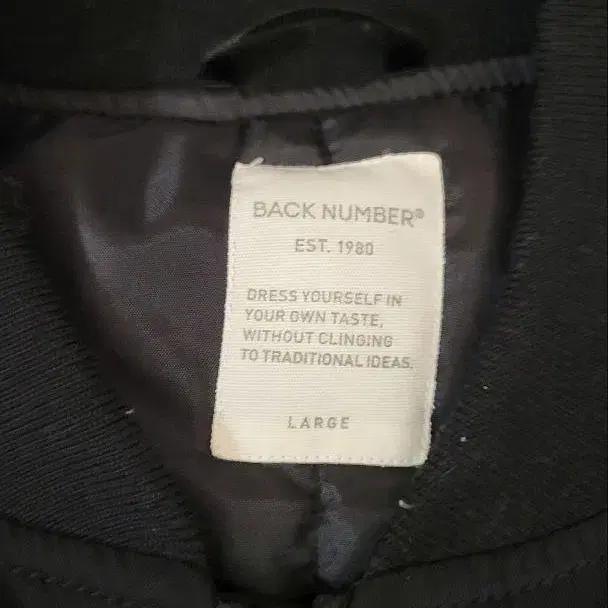 BACK NUMBER®
EST. 1980
DRESS YOURSELF IN
YOUR OWN TASTE,
WITHOUT CLINGING
TO TRADITIONAL IDEAS.
LARGE